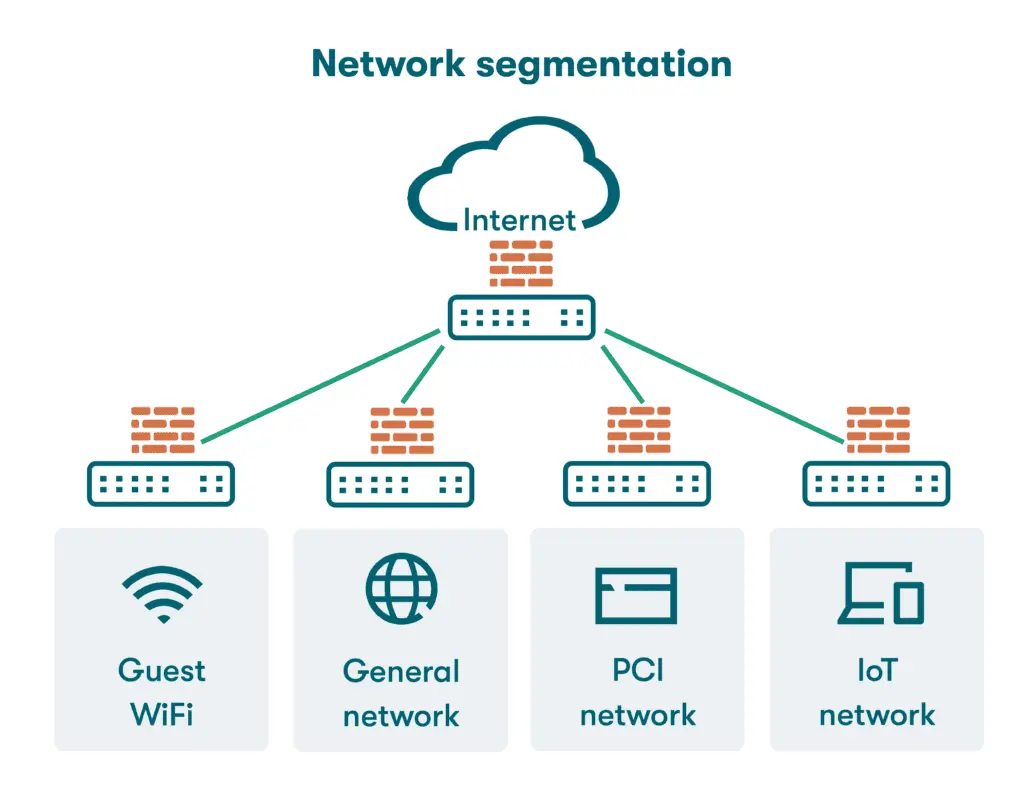 Network segmentation
Internet
Guest
WiFi
General
network
PCI
network
IoT
network